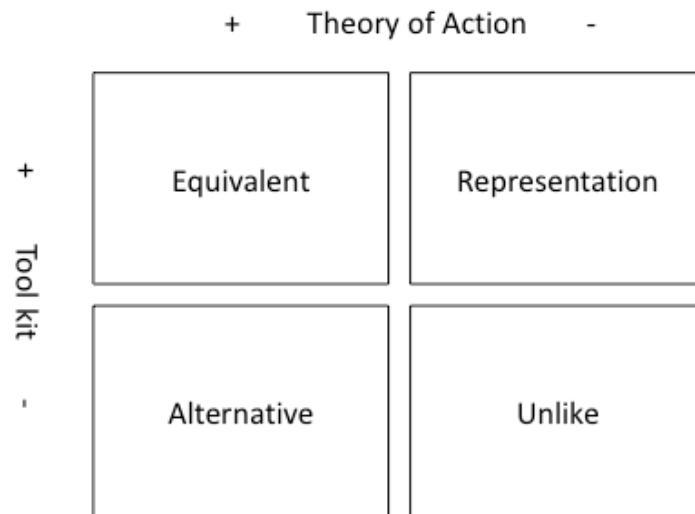 + Theory of Action -
+ Tool kit -
Equivalent
Representation
Alternative
Unlike